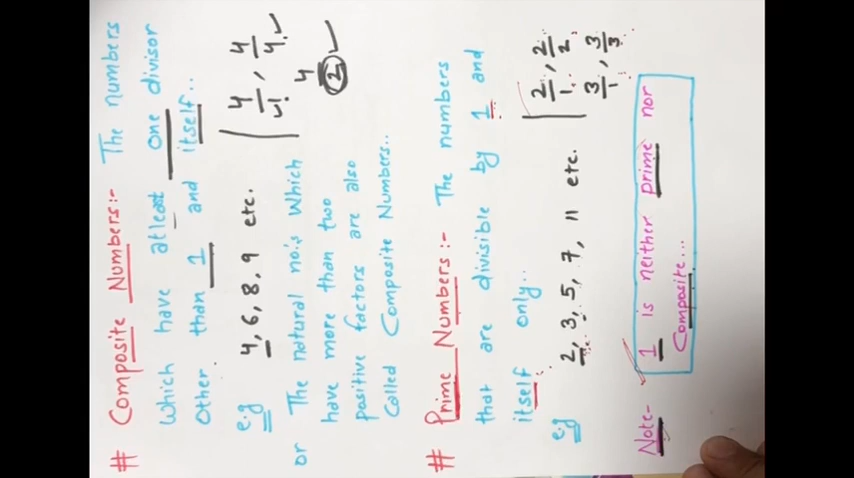 # Composite Numbers:- The numbers
which have atleast one divisor
Other than 1 and itself..
e.g 4, 6, 8, 9 etc. 4/1, 4/4
4/2
or The natural no's which
have more than two
positive factors are also
Called Composite Numbers..
# Prime Numbers:- The numbers
that are divisible by 1 and
itself only..
e.g 2, 3, 5, 7, 11 etc. 2/1, 2/2
3/1, 3/3
Note- 1 is neither prime nor
Composite...